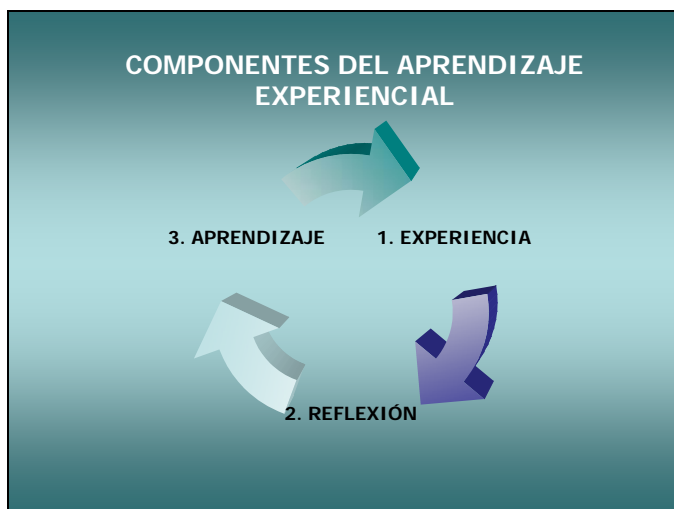 COMPONENTES DEL APRENDIZAJE
EXPERIENCIAL
3. APRENDIZAJE
1. EXPERIENCIA
2. REFLEXIÓN